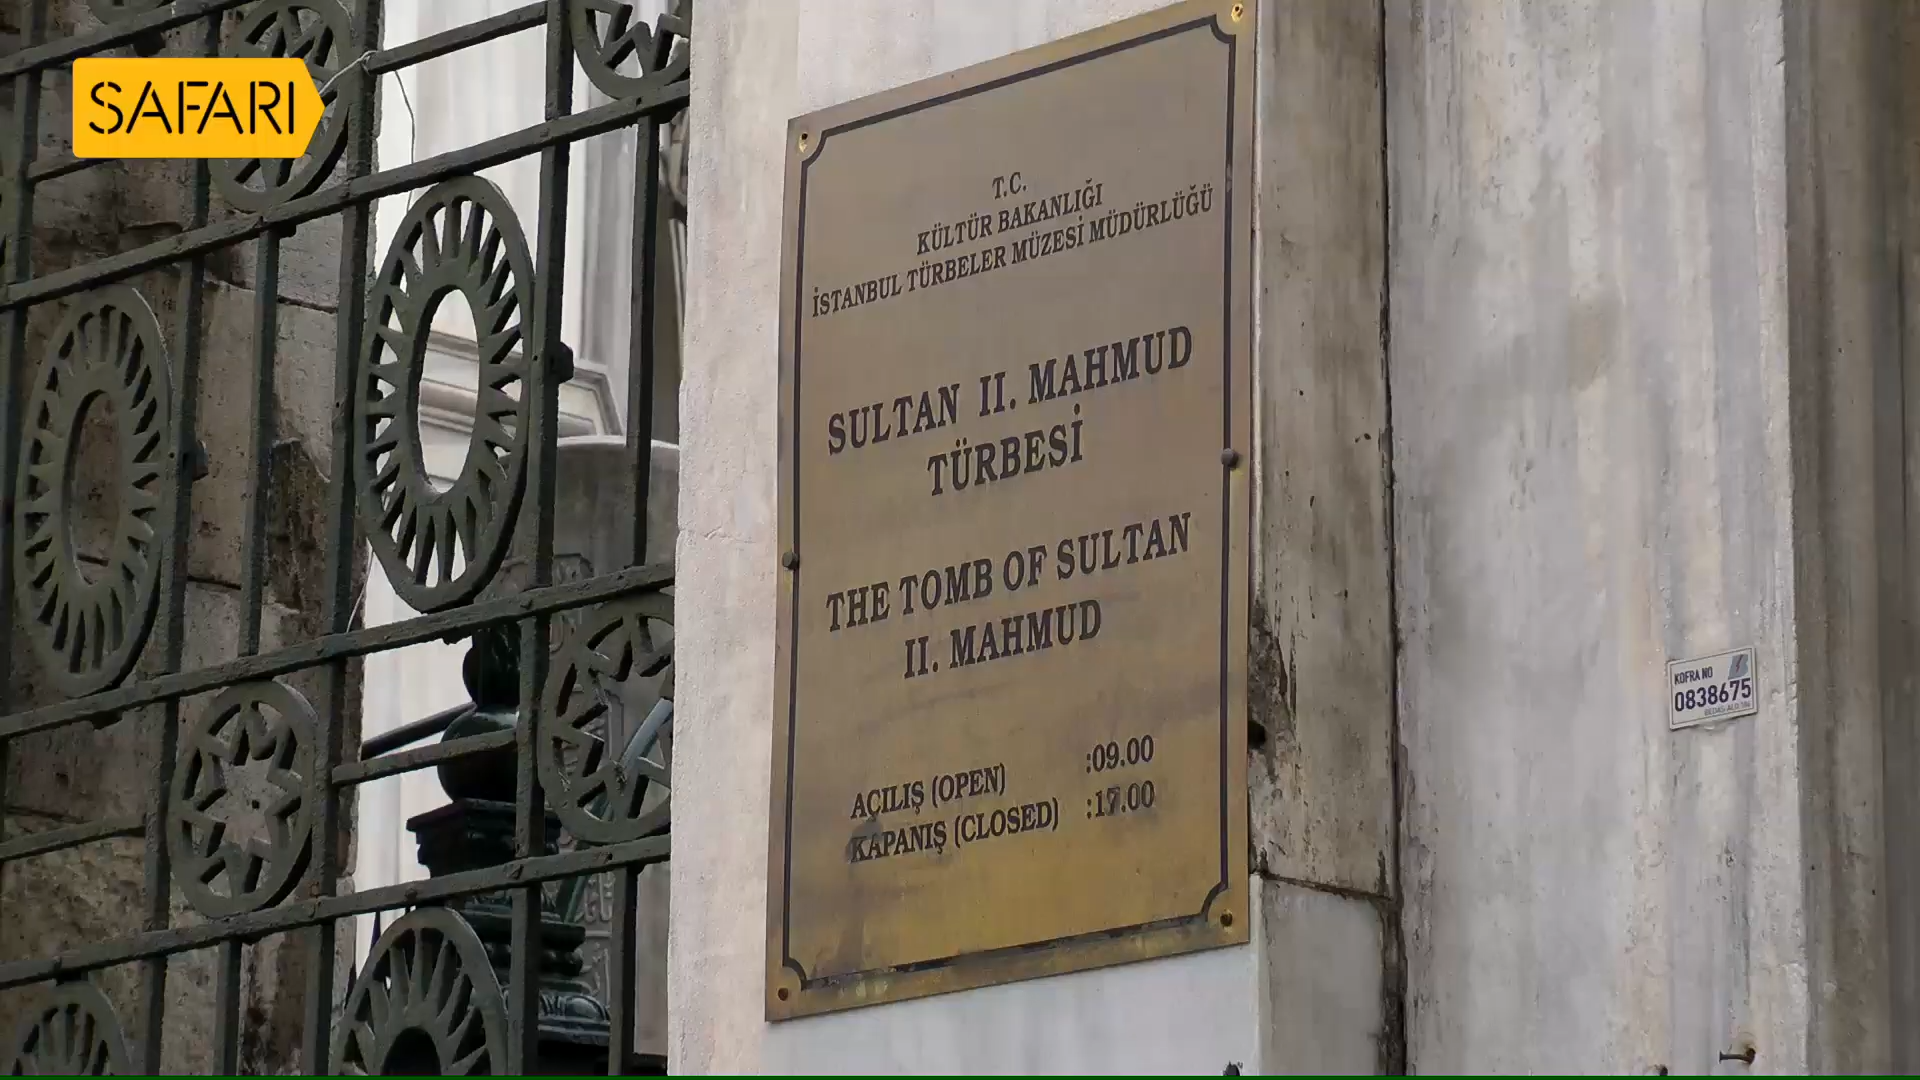 SAFARI
T.C.
KÜLTÜR BAKANLIĞI
İSTANBUL TÜRBELER MÜZESİ MÜDÜRLÜĞÜ
SULTAN II. MAHMUD
TÜRBESİ
THE TOMB OF SULTAN
II. MAHMUD
AÇILIŞ (OPEN) :09.00
KAPANIŞ (CLOSED) :17.00
KOFRA NO
0838675